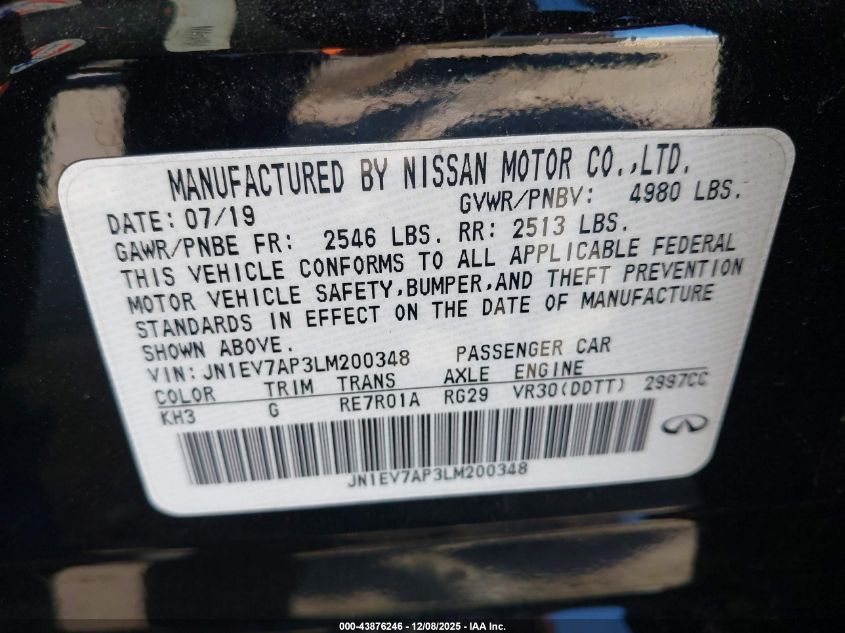 MANUFACTURED BY NISSAN MOTOR CO.,LTD.
DATE: 07/19 GVWR/PNBV: 4980 LBS.
GAWR/PNBE FR: 2546 LBS. RR: 2513 LBS.
THIS VEHICLE CONFORMS TO ALL APPLICABLE FEDERAL
MOTOR VEHICLE SAFETY,BUMPER,AND THEFT PREVENTION
STANDARDS IN EFFECT ON THE DATE OF MANUFACTURE
SHOWN ABOVE.
VIN: JN1EV7AP3LM200348 PASSENGER CAR
COLOR TRIM TRANS AXLE ENGINE
KH3 G RE7R01A RG29 VR30(DDTT) 2997CC
JN1EV7AP3LM200348
000-43876246 - 12/08/2025 - IAA Inc.